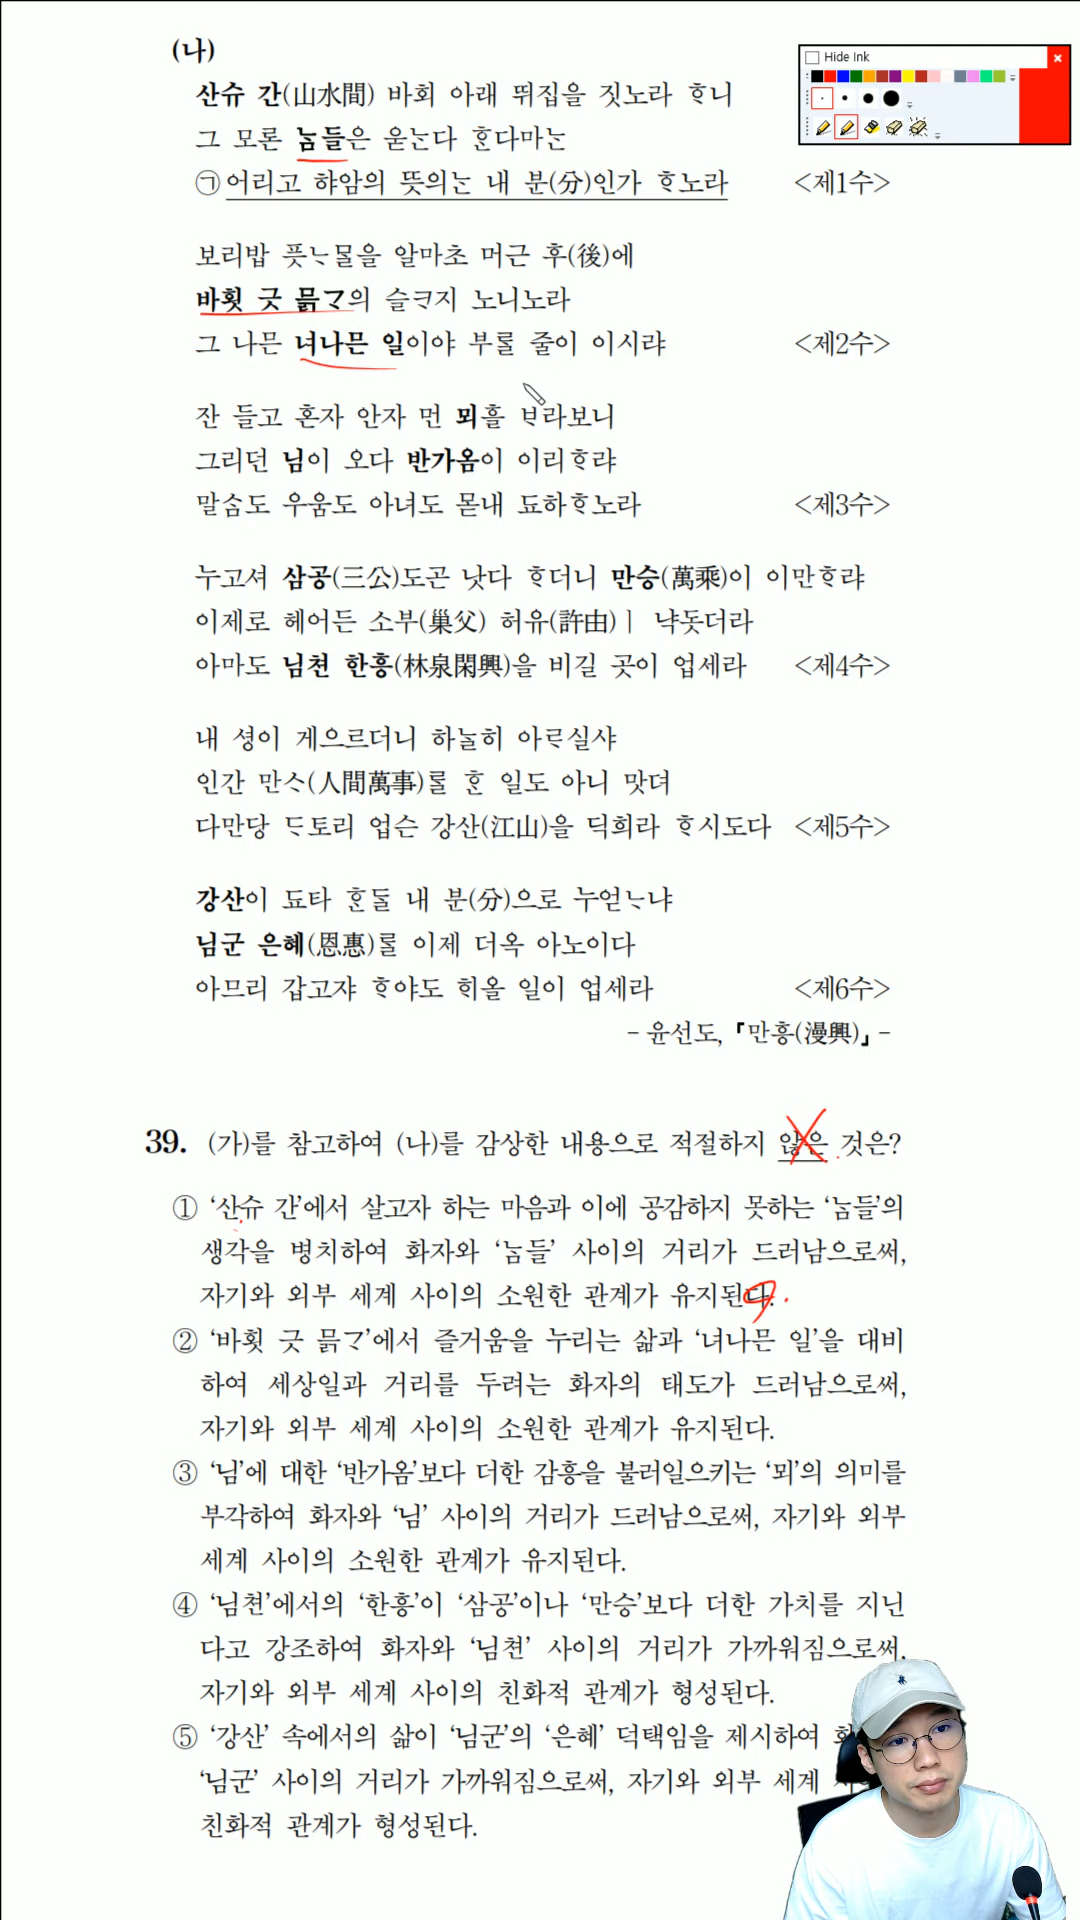 (나)
Hide Ink
산슈 간(山水間) 바회 아래 뛰집을 짓노라 ᄒᆞ니
그 모론 ᄂᆞᆷ들은 욷ᄂᆞᆫ다 ᄒᆞᆫ다마ᄂᆞᆫ
㉠ 어리고 햐암의 뜻의ᄂᆞᆫ 내 분(分)인가 ᄒᆞ노라 <제1수>
보리밥 픗ᄂᆞ물을 알마초 머근 후(後)에
바횟 긋 믉ᄀᆞ의 슬ᄏᆞ지 노니노라
그 나믄 녀나믄 일이야 부ᄅᆞᆯ 줄이 이시랴 <제2수>
잔 들고 혼자 안자 먼 뫼흘 ᄇᆞ라보니
그리던 님이 오다 반가옴이 이리ᄒᆞ랴
말ᄉᆞᆷ도 우움도 아녀도 몯내 됴하ᄒᆞ노라 <제3수>
누고셔 삼공(三公)도곤 낫다 ᄒᆞ더니 만승(萬乘)이 이만ᄒᆞ랴
이제로 헤어든 소부(巢父) 허유(許由)ㅣ 냑돗더라
아마도 님쳔 한흥(林泉閑興)을 비길 곳이 업세라 <제4수>
내 셩이 게으르더니 하ᄂᆞᆯ히 아ᄅᆞ실샤
인간 만ᄉᆞ(人間萬事)ᄅᆞᆯ ᄒᆞᆫ 일도 아니 맛뎌
다만당 ᄃᆞ토리 업슨 강산(江山)을 딕희라 ᄒᆞ시도다 <제5수>
강산이 됴타 ᄒᆞᆫᄃᆞᆯ 내 분(分)으로 누얻ᄂᆞ냐
님군 은혜(恩惠)ᄅᆞᆯ 이제 더옥 아노이다
아므리 갑고쟈 ᄒᆞ야도 ᄒᆡ올 일이 업세라 <제6수>
- 윤선도, 「만흥(漫興)」 -
39. (가)를 참고하여 (나)를 감상한 내용으로 적절하지 않은 것은?
① ‘산슈 간’에서 살고자 하는 마음과 이에 공감하지 못하는 ‘ᄂᆞᆷ들’의
생각을 병치하여 화자와 ‘ᄂᆞᆷ들’ 사이의 거리가 드러남으로써,
자기와 외부 세계 사이의 소원한 관계가 유지된다.
② ‘바횟 긋 믉ᄀᆞ’에서 즐거움을 누리는 삶과 ‘녀나믄 일’을 대비
하여 세상일과 거리를 두려는 화자의 태도가 드러남으로써,
자기와 외부 세계 사이의 소원한 관계가 유지된다.
③ ‘님’에 대한 ‘반가옴’보다 더한 감흥을 불러일으키는 ‘뫼’의 의미를
부각하여 화자와 ‘님’ 사이의 거리가 드러남으로써, 자기와 외부
세계 사이의 소원한 관계가 유지된다.
④ ‘님쳔’에서의 ‘한흥’이 ‘삼공’이나 ‘만승’보다 더한 가치를 지닌
다고 강조하여 화자와 ‘님쳔’ 사이의 거리가 가까워짐으로써,
자기와 외부 세계 사이의 친화적 관계가 형성된다.
⑤ ‘강산’ 속에서의 삶이 ‘님군’의 ‘은혜’ 덕택임을 제시하여
‘님군’ 사이의 거리가 가까워짐으로써, 자기와 외부 세계
친화적 관계가 형성된다.